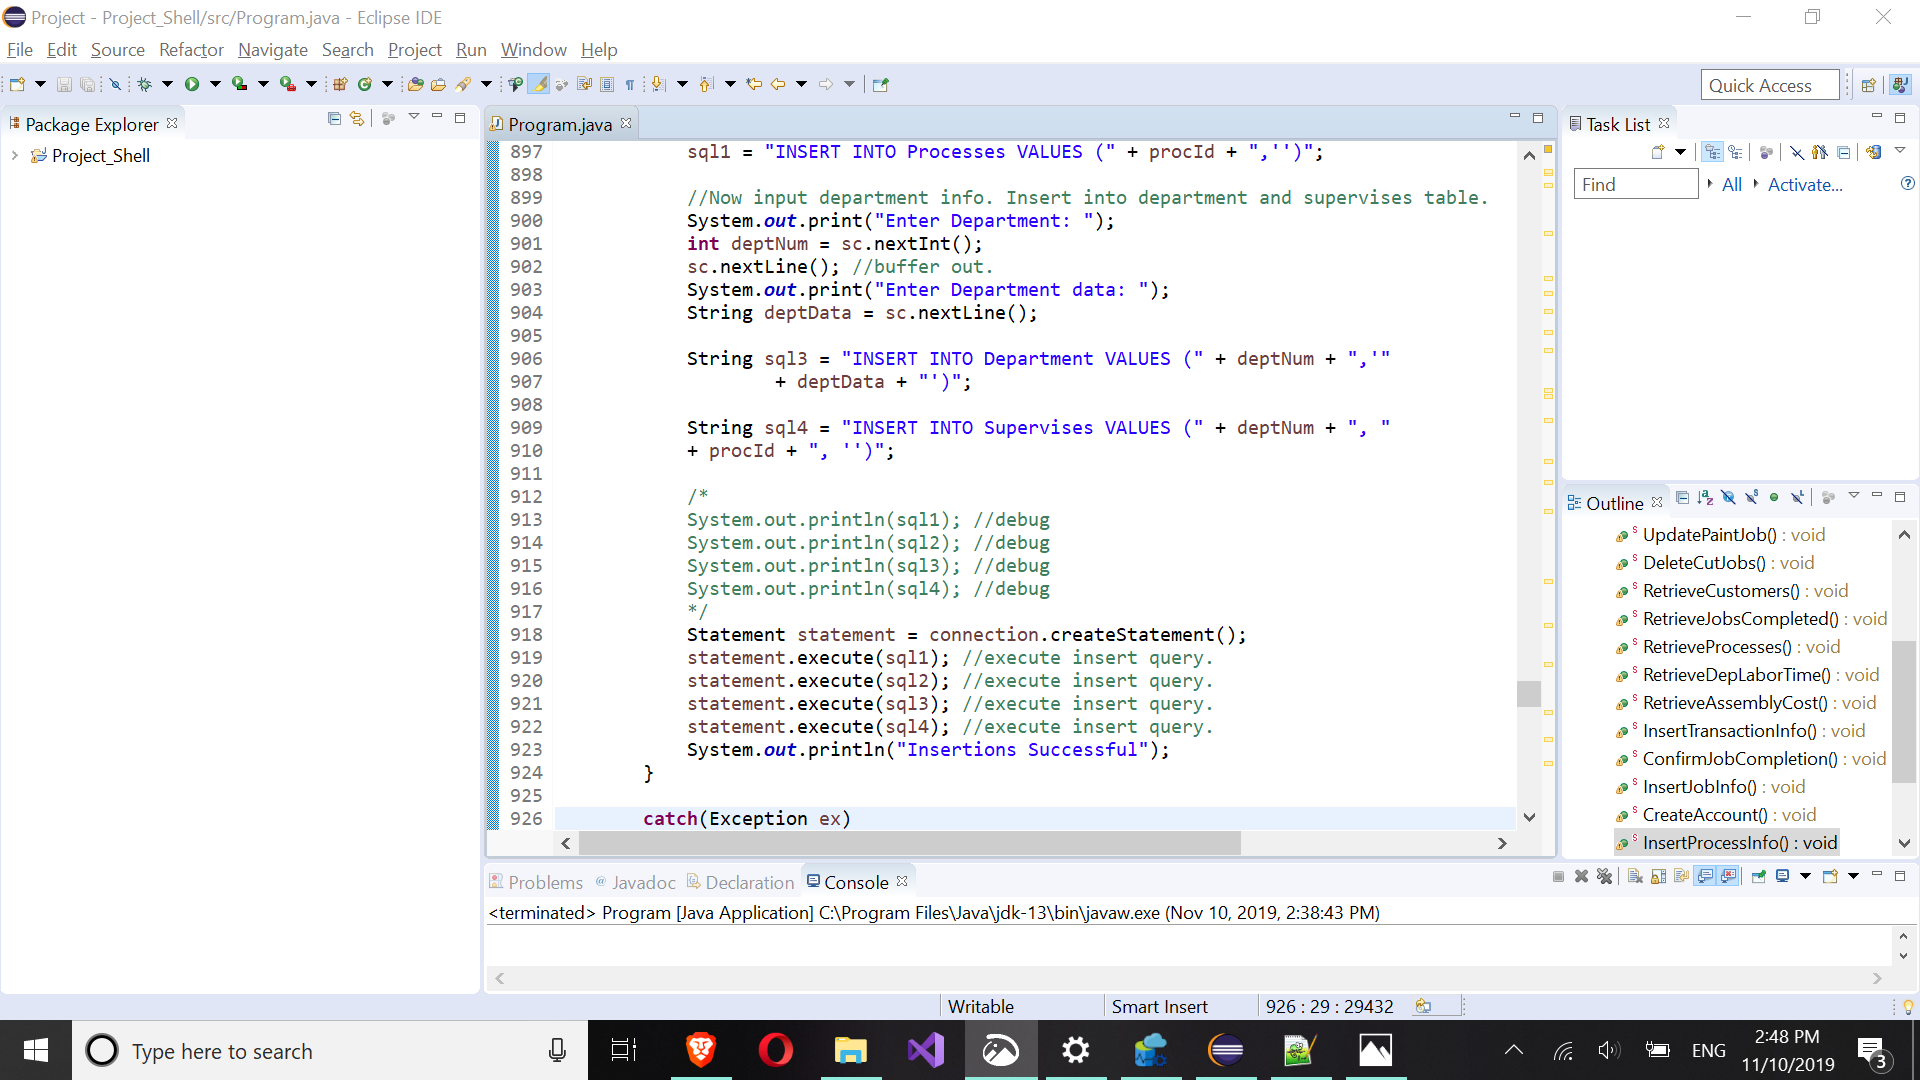 Project - Project_Shell/src/Program.java - Eclipse IDE
File Edit Source Refactor Navigate Search Project Run Window Help
Quick Access
Package Explorer
Project_Shell
Program.java
897 sql1 = "INSERT INTO Processes VALUES (" + procId + ",'')";
898
899 //Now input department info. Insert into department and supervises table.
900 System.out.print("Enter Department: ");
901 int deptNum = sc.nextInt();
902 sc.nextLine(); //buffer out.
903 System.out.print("Enter Department data: ");
904 String deptData = sc.nextLine();
905
906 String sql3 = "INSERT INTO Department VALUES (" + deptNum + ",'"
907 + deptData + "')";
908
909 String sql4 = "INSERT INTO Supervises VALUES (" + deptNum + ", "
910 + procId + ", '')";
911
912 /*
913 System.out.println(sql1); //debug
914 System.out.println(sql2); //debug
915 System.out.println(sql3); //debug
916 System.out.println(sql4); //debug
917 */
918 Statement statement = connection.createStatement();
919 statement.execute(sql1); //execute insert query.
920 statement.execute(sql2); //execute insert query.
921 statement.execute(sql3); //execute insert query.
922 statement.execute(sql4); //execute insert query.
923 System.out.println("Insertions Successful");
924 }
925
926 catch(Exception ex)
Task List
Find All Activate...
Outline
UpdatePaintJob() : void
DeleteCutJobs() : void
RetrieveCustomers() : void
RetrieveJobsCompleted() : void
RetrieveProcesses() : void
RetrieveDepLaborTime() : void
RetrieveAssemblyCost() : void
InsertTransactionInfo() : void
ConfirmJobCompletion() : void
InsertJobInfo() : void
CreateAccount() : void
InsertProcessInfo() : void
Problems @ Javadoc Declaration Console
<terminated> Program [Java Application] C:\Program Files\Java\jdk-13\bin\javaw.exe (Nov 10, 2019, 2:38:43 PM)
Writable Smart Insert 926 : 29 : 29432
Type here to search
ENG
2:48 PM
11/10/2019
3